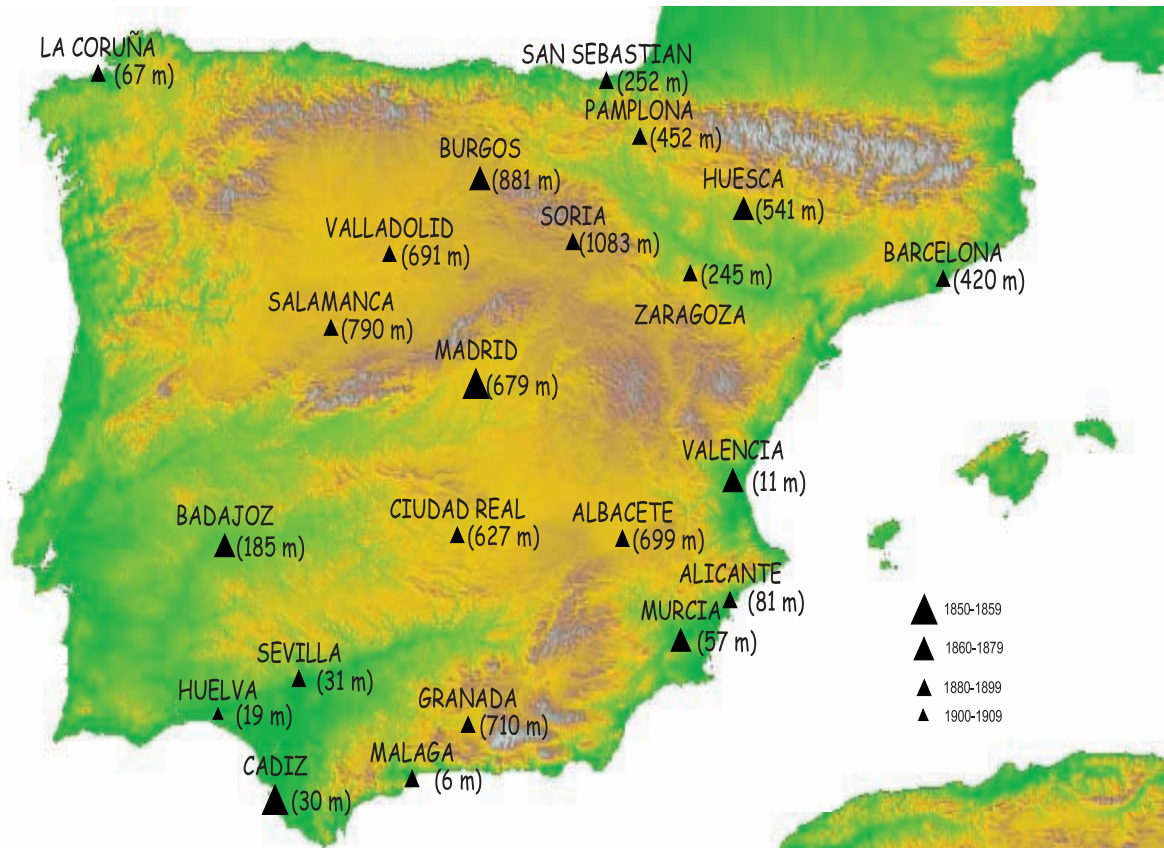 LA CORUÑA
(67 m)
SAN SEBASTIAN
(252 m)
PAMPLONA
(452 m)
BURGOS
(881 m)
HUESCA
(541 m)
SORIA
(1083 m)
VALLADOLID
(691 m)
BARCELONA
(420 m)
(245 m)
ZARAGOZA
SALAMANCA
(790 m)
MADRID
(679 m)
VALENCIA
(11 m)
CIUDAD REAL
(627 m)
ALBACETE
(699 m)
BADAJOZ
(185 m)
ALICANTE
(81 m)
MURCIA
(57 m)
SEVILLA
(31 m)
HUELVA
(19 m)
GRANADA
(710 m)
MALAGA
(6 m)
CADIZ
(30 m)
1850-1859
1860-1879
1880-1899
1900-1909